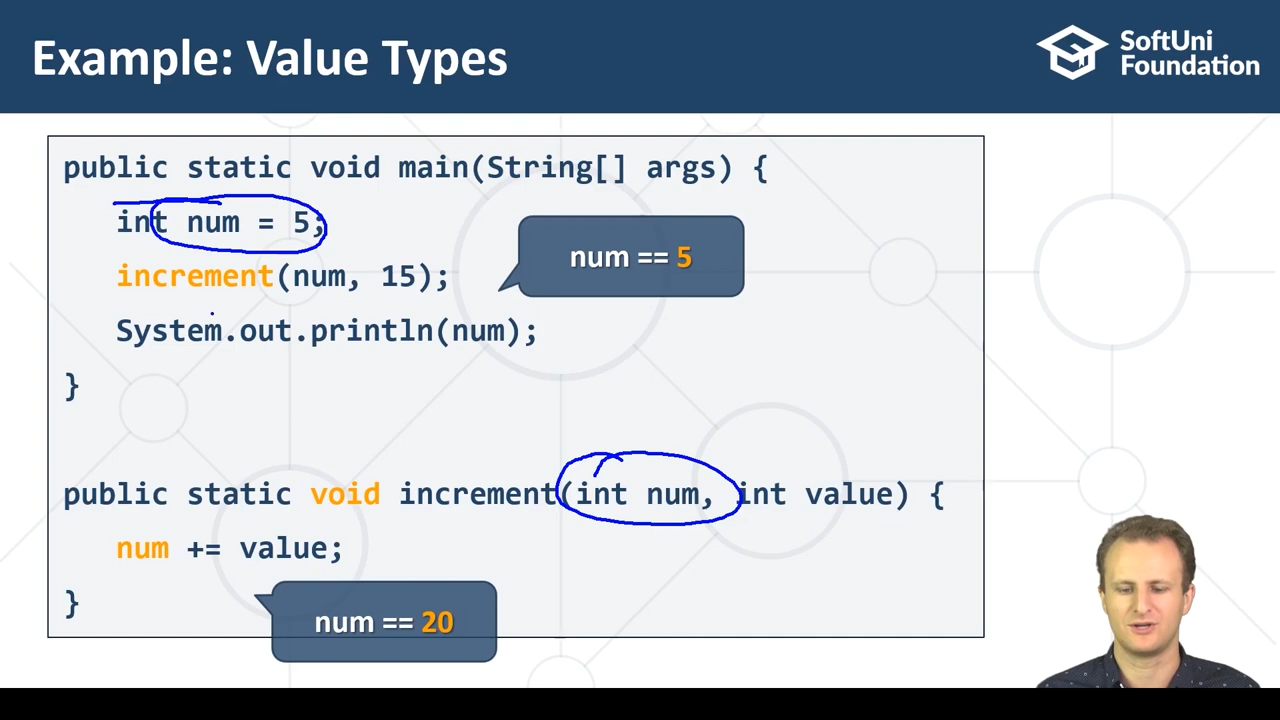 Example: Value Types
SoftUni
Foundation
public static void main(String[] args) {
int num = 5;
num == 5
increment(num, 15);
System.out.println(num);
}
public static void increment(int num, int value) {
num += value;
}
num == 20